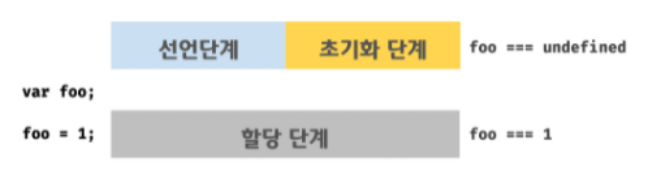 선언단계 초기화 단계 foo === undefined
var foo;
foo = 1; 할당 단계 foo === 1